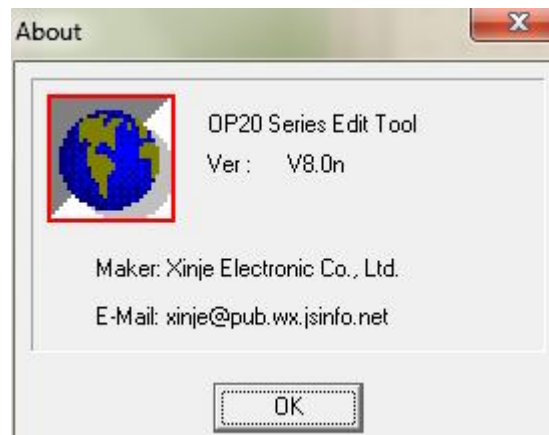 About
OP20 Series Edit Tool
Ver : V8.0n
Maker: Xinje Electronic Co., Ltd.
E-Mail: xinje@pub.wx.jsinfo.net
OK